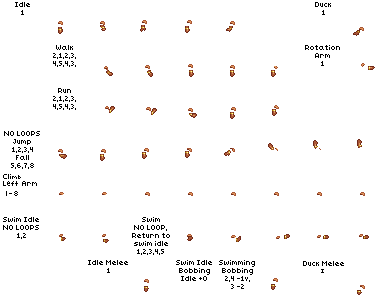 Idle
1
Duck
1
Walk
2,1,2,3,
4,5,4,3,
Rotation
Arm
1
Run
2,1,2,3,
4,5,4,3,
NO LOOPS
Jump
1,2,3,4
Fall
5,6,7,8
Climb
Left Arm
1-8
Swim Idle
NO LOOPS
1,2
Swim
NO LOOP,
Return to
swim idle
1,2,3,4,5
Swim Idle
Bobbing
Idle +0
Swimming
Bobbing
2,4 -1v,
3 -2
Idle Melee
1
Duck Melee
1